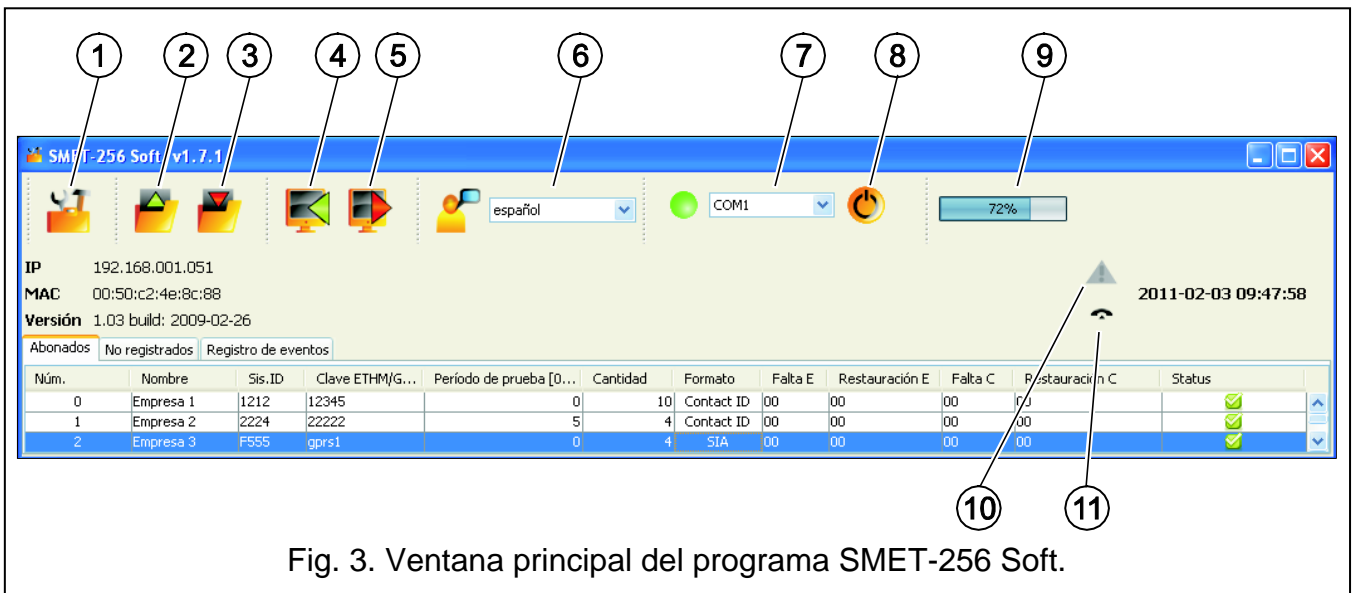 1 2 3 4 5 6 7 8 9
SMET-256 Soft v1.7.1
español COM1 72%
IP 192.168.001.051
MAC 00:50:c2:4e:8c:88
2011-02-03 09:47:58
Versión 1.03 build: 2009-02-26
Abonados No registrados Registro de eventos
Núm. Nombre Sis.ID Clave ETHM/G... Período de prueba [0... Cantidad Formato Falta E Restauración E Falta C Restauración C Status
0 Empresa 1 1212 12345 0 10 Contact ID 00 00 00 00
1 Empresa 2 2224 22222 5 4 Contact ID 00 00 00 00
2 Empresa 3 F555 gprs1 0 4 SIA 00 00 00 00
10 11
Fig. 3. Ventana principal del programa SMET-256 Soft.